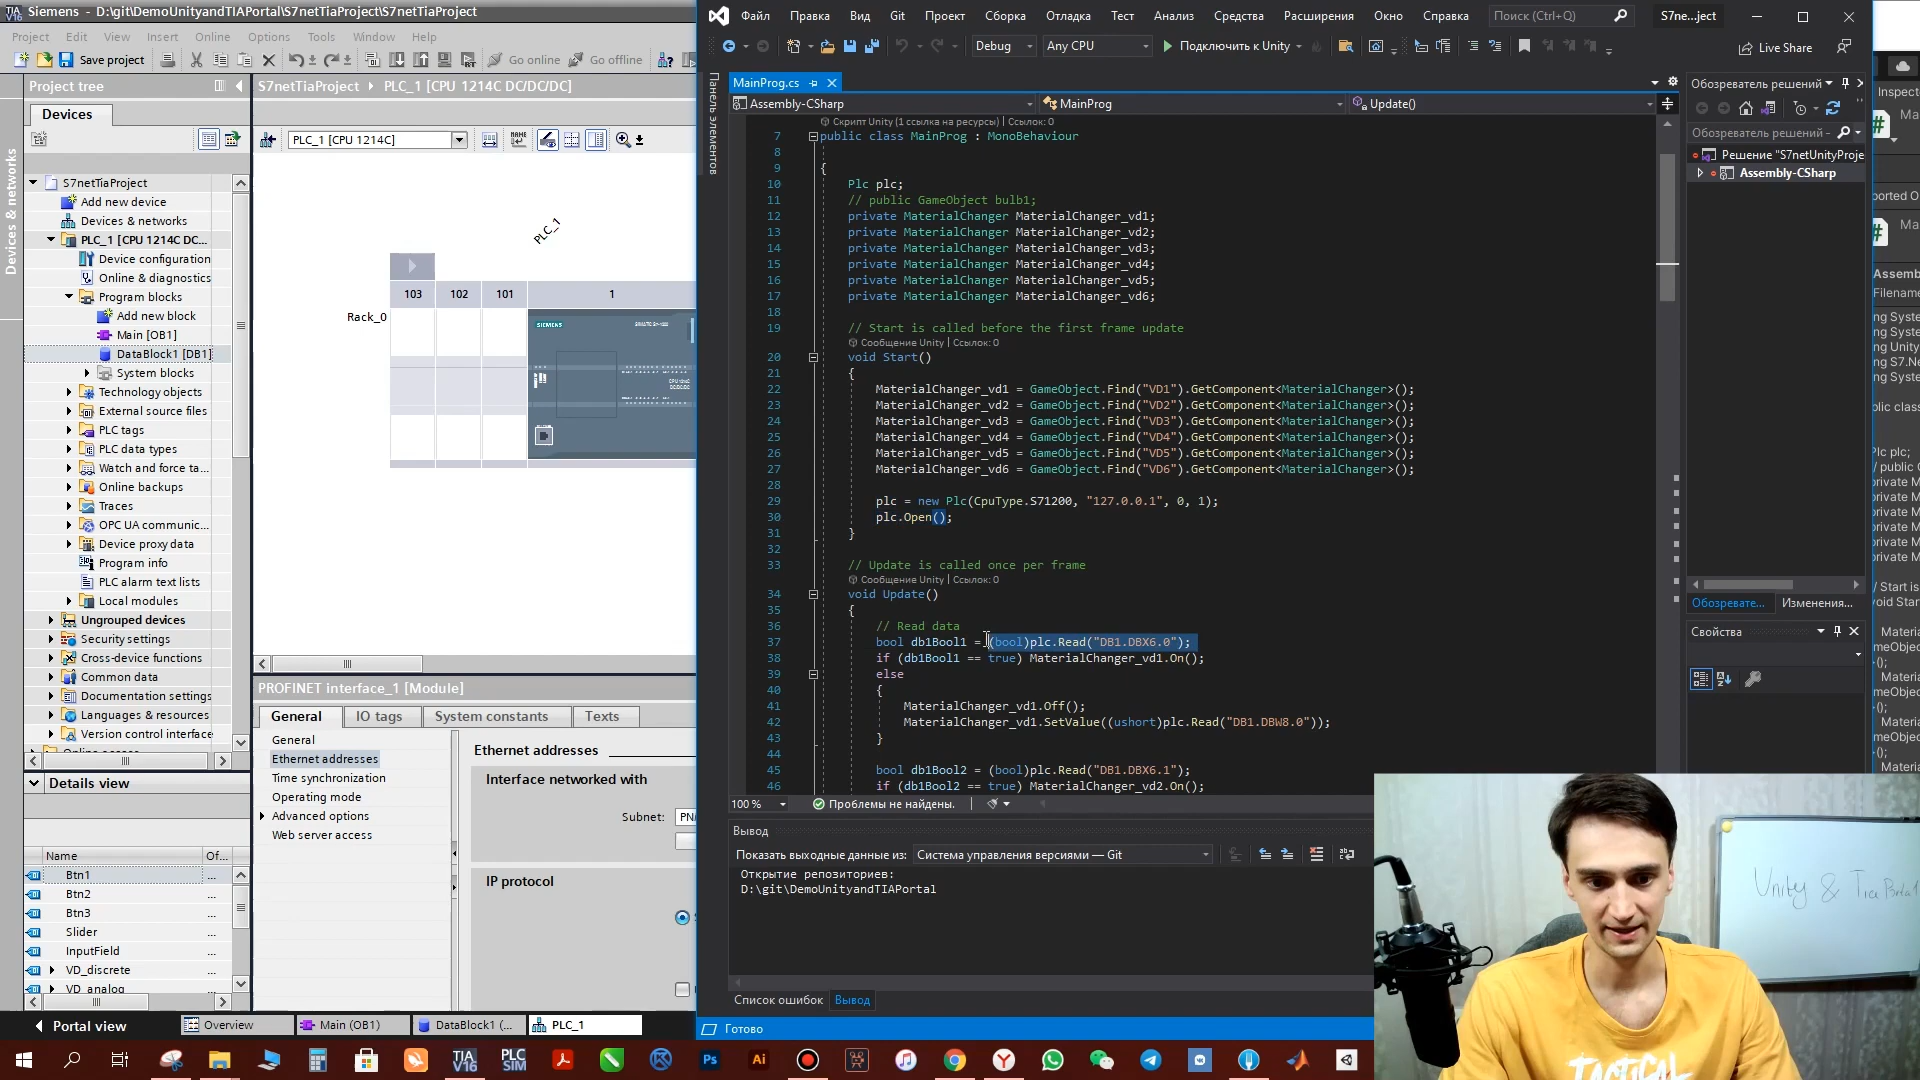 Siemens - D:\git\DemoUnityandTIAPortal\S7netTiaProject\S7netTiaProject
Project Edit View Insert Online Options Tools Window Help
Save project
Go online
Go offline
Project tree
Devices
Devices & networks
S7netTiaProject
Add new device
Devices & networks
PLC_1 [CPU 1214C DC...
Device configuration
Online & diagnostics
Program blocks
Add new block
Main [OB1]
DataBlock1 [DB1]
System blocks
Technology objects
External source files
PLC tags
PLC data types
Watch and force ta...
Online backups
Traces
OPC UA communic...
Device proxy data
Program info
PLC alarm text lists
Local modules
Ungrouped devices
Security settings
Cross-device functions
Common data
Documentation settings
Languages & resources
Version control interface
Details view
Name Of...
Btn1 ...
Btn2 ...
Btn3 ...
Slider ...
InputField ...
VD_discrete ...
VD_analog ...
Portal view
Overview
Main (OB1)
DataBlock1 (...
PLC_1
S7netTiaProject PLC_1 [CPU 1214C DC/DC/DC]
PLC_1 [CPU 1214C]
PLC_1
103 102 101 1
Rack_0
SIEMENS
PROFINET interface_1 [Module]
General IO tags System constants Texts
General
Ethernet addresses
Time synchronization
Operating mode
Advanced options
Web server access
Ethernet addresses
Interface networked with
Subnet: PN/
IP protocol
Файл Правка Вид Git Проект Сборка Отладка Тест Анализ Средства Расширения Окно Справка Поиск (Ctrl+Q) S7ne...ject
Debug Any CPU Подключить к Unity Live Share
Панель элементов
MainProg.cs
Assembly-CSharp MainProg Update()
Скрипт Unity (1 ссылка на ресурсы) | Ссылок: 0
7 public class MainProg : MonoBehaviour
8
9 {
10 Plc plc;
11 // public GameObject bulb1;
12 private MaterialChanger MaterialChanger_vd1;
13 private MaterialChanger MaterialChanger_vd2;
14 private MaterialChanger MaterialChanger_vd3;
15 private MaterialChanger MaterialChanger_vd4;
16 private MaterialChanger MaterialChanger_vd5;
17 private MaterialChanger MaterialChanger_vd6;
18
19 // Start is called before the first frame update
Сообщение Unity | Ссылок: 0
20 void Start()
21 {
22 MaterialChanger_vd1 = GameObject.Find("VD1").GetComponent<MaterialChanger>();
23 MaterialChanger_vd2 = GameObject.Find("VD2").GetComponent<MaterialChanger>();
24 MaterialChanger_vd3 = GameObject.Find("VD3").GetComponent<MaterialChanger>();
25 MaterialChanger_vd4 = GameObject.Find("VD4").GetComponent<MaterialChanger>();
26 MaterialChanger_vd5 = GameObject.Find("VD5").GetComponent<MaterialChanger>();
27 MaterialChanger_vd6 = GameObject.Find("VD6").GetComponent<MaterialChanger>();
28
29 plc = new Plc(CpuType.S71200, "127.0.0.1", 0, 1);
30 plc.Open();
31 }
32
33 // Update is called once per frame
Сообщение Unity | Ссылок: 0
34 void Update()
35 {
36 // Read data
37 bool db1Bool1 = (bool)plc.Read("DB1.DBX6.0");
38 if (db1Bool1 == true) MaterialChanger_vd1.On();
39 else
40 {
41 MaterialChanger_vd1.Off();
42 MaterialChanger_vd1.SetValue((ushort)plc.Read("DB1.DBW8.0"));
43 }
44
45 bool db1Bool2 = (bool)plc.Read("DB1.DBX6.1");
46 if (db1Bool2 == true) MaterialChanger_vd2.On();
100 % Проблемы не найдены.
Вывод
Показать выходные данные из: Система управления версиями — Git
Открытие репозиториев:
D:\git\DemoUnityandTIAPortal
Список ошибок Вывод
Готово
Обозреватель решений
Обозреватель решений -
Решение "S7netUnityProje
Assembly-CSharp
Обозревате... Изменения...
Свойства
Inspect
Assemb
Filename
// Start is
Unity & Tia Portal
TIA V16
PLC SIM
Ps
Ai
TACTICAL